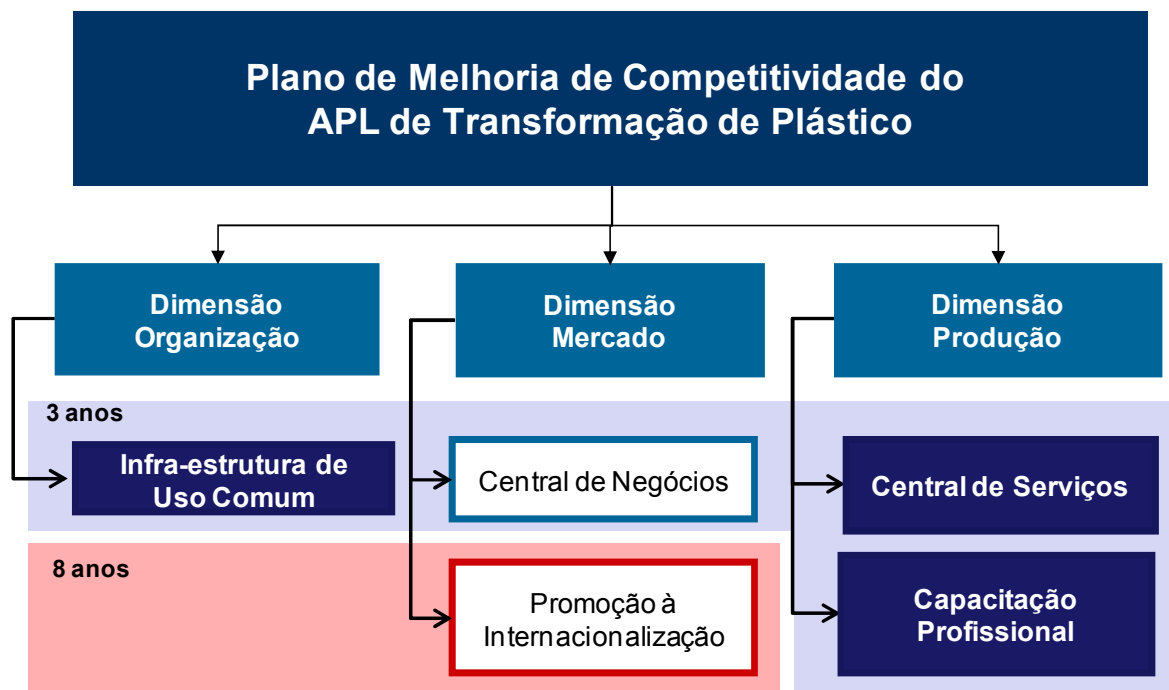 Plano de Melhoria de Competitividade do
APL de Transformação de Plástico
Dimensão
Organização
Dimensão
Mercado
Dimensão
Produção
3 anos
Infra-estrutura de
Uso Comum
Central de Negócios
Central de Serviços
8 anos
Promoção à
Internacionalização
Capacitação
Profissional